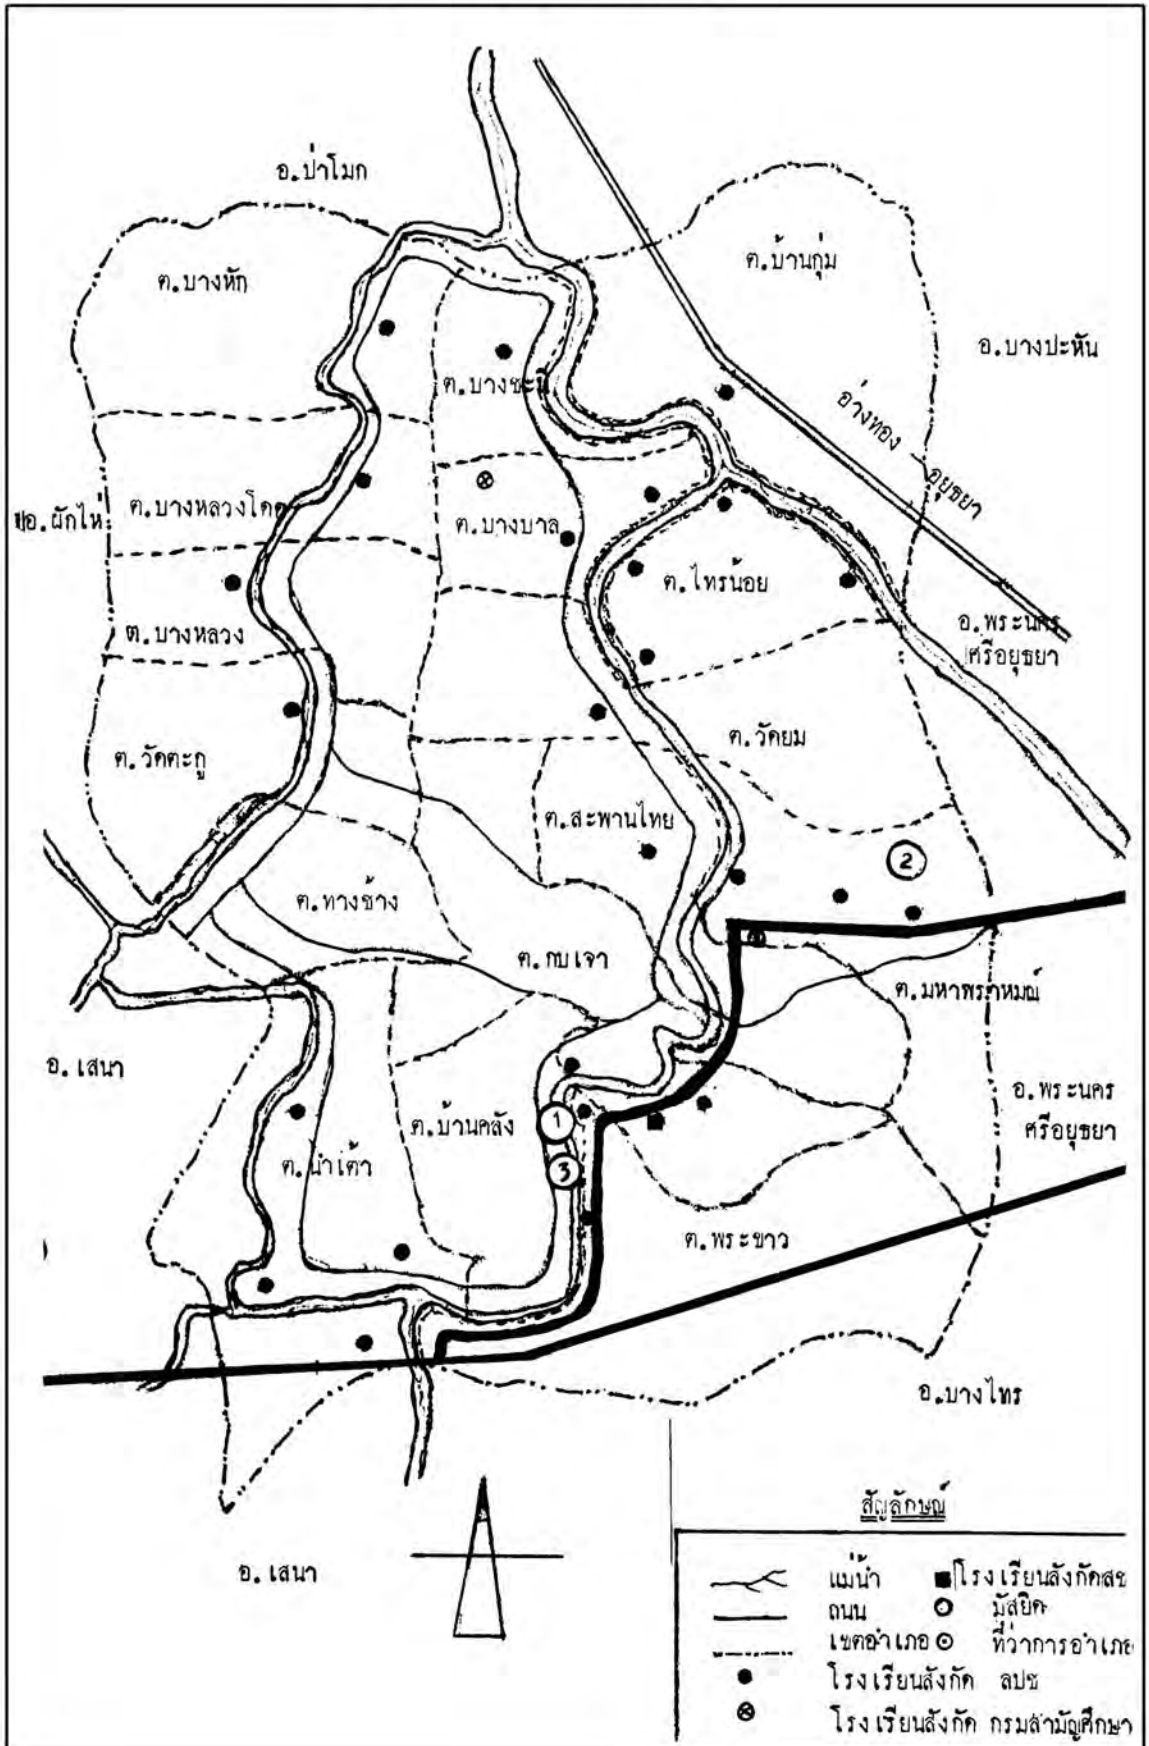 อ.ป่าโมก
ต.บ้านกุ่ม
ต.บางหัก
อ.บางปะหัน
ต.บางชะนี
อ่างทอง
อยุธยา
อ.ผักไห่
ต.บางหลวงโดด
ต.บางบาล
ต.ไทรน้อย
ต.บางหลวง
อ.พระนคร
ศรีอยุธยา
ต.วัดยม
ต.วัดตะกู
ต.สะพานไทย
2
ต.ทางช้าง
ต.กบเจา
ต.มหาพราหมณ์
อ.เสนา
อ.พระนคร
ศรีอยุธยา
ต.บ้านคลัง
1
ต.น้ำเต้า
3
ต.พระขาว
อ.บางไทร
อ.เสนา
สัญลักษณ์
แม่น้ำ โรงเรียนสังกัดสช
ถนน มัสยิด
เขตอำเภอ ที่ว่าการอำเภอ
โรงเรียนสังกัด สปช
โรงเรียนสังกัด กรมสามัญศึกษา